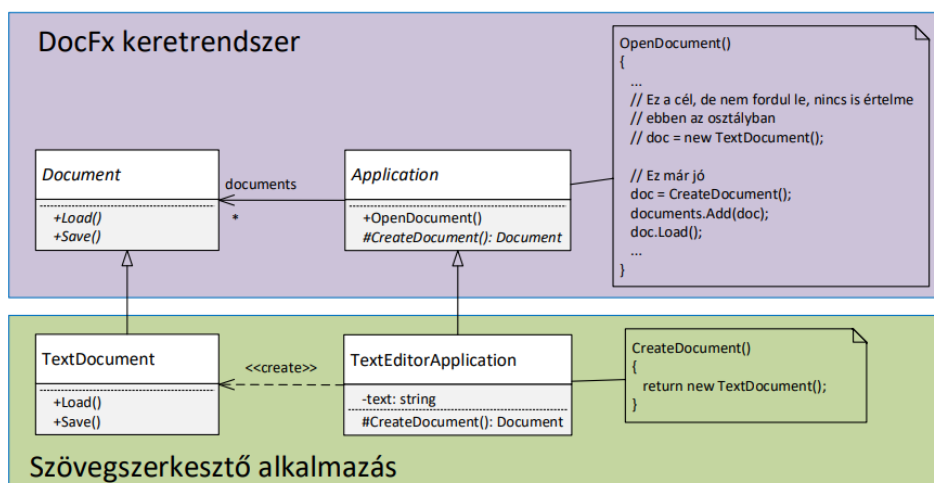 DocFx keretrendszer
OpenDocument()
{
...
// Ez a cél, de nem fordul le, nincs is értelme
// ebben az osztályban
// doc = new TextDocument();
// Ez már jó
doc = CreateDocument();
documents.Add(doc);
doc.Load();
...
}
Document
+Load()
+Save()
documents
*
Application
+OpenDocument()
#CreateDocument(): Document
TextDocument
+Load()
+Save()
<<create>>
TextEditorApplication
-text: string
#CreateDocument(): Document
CreateDocument()
{
return new TextDocument();
}
Szövegszerkesztő alkalmazás